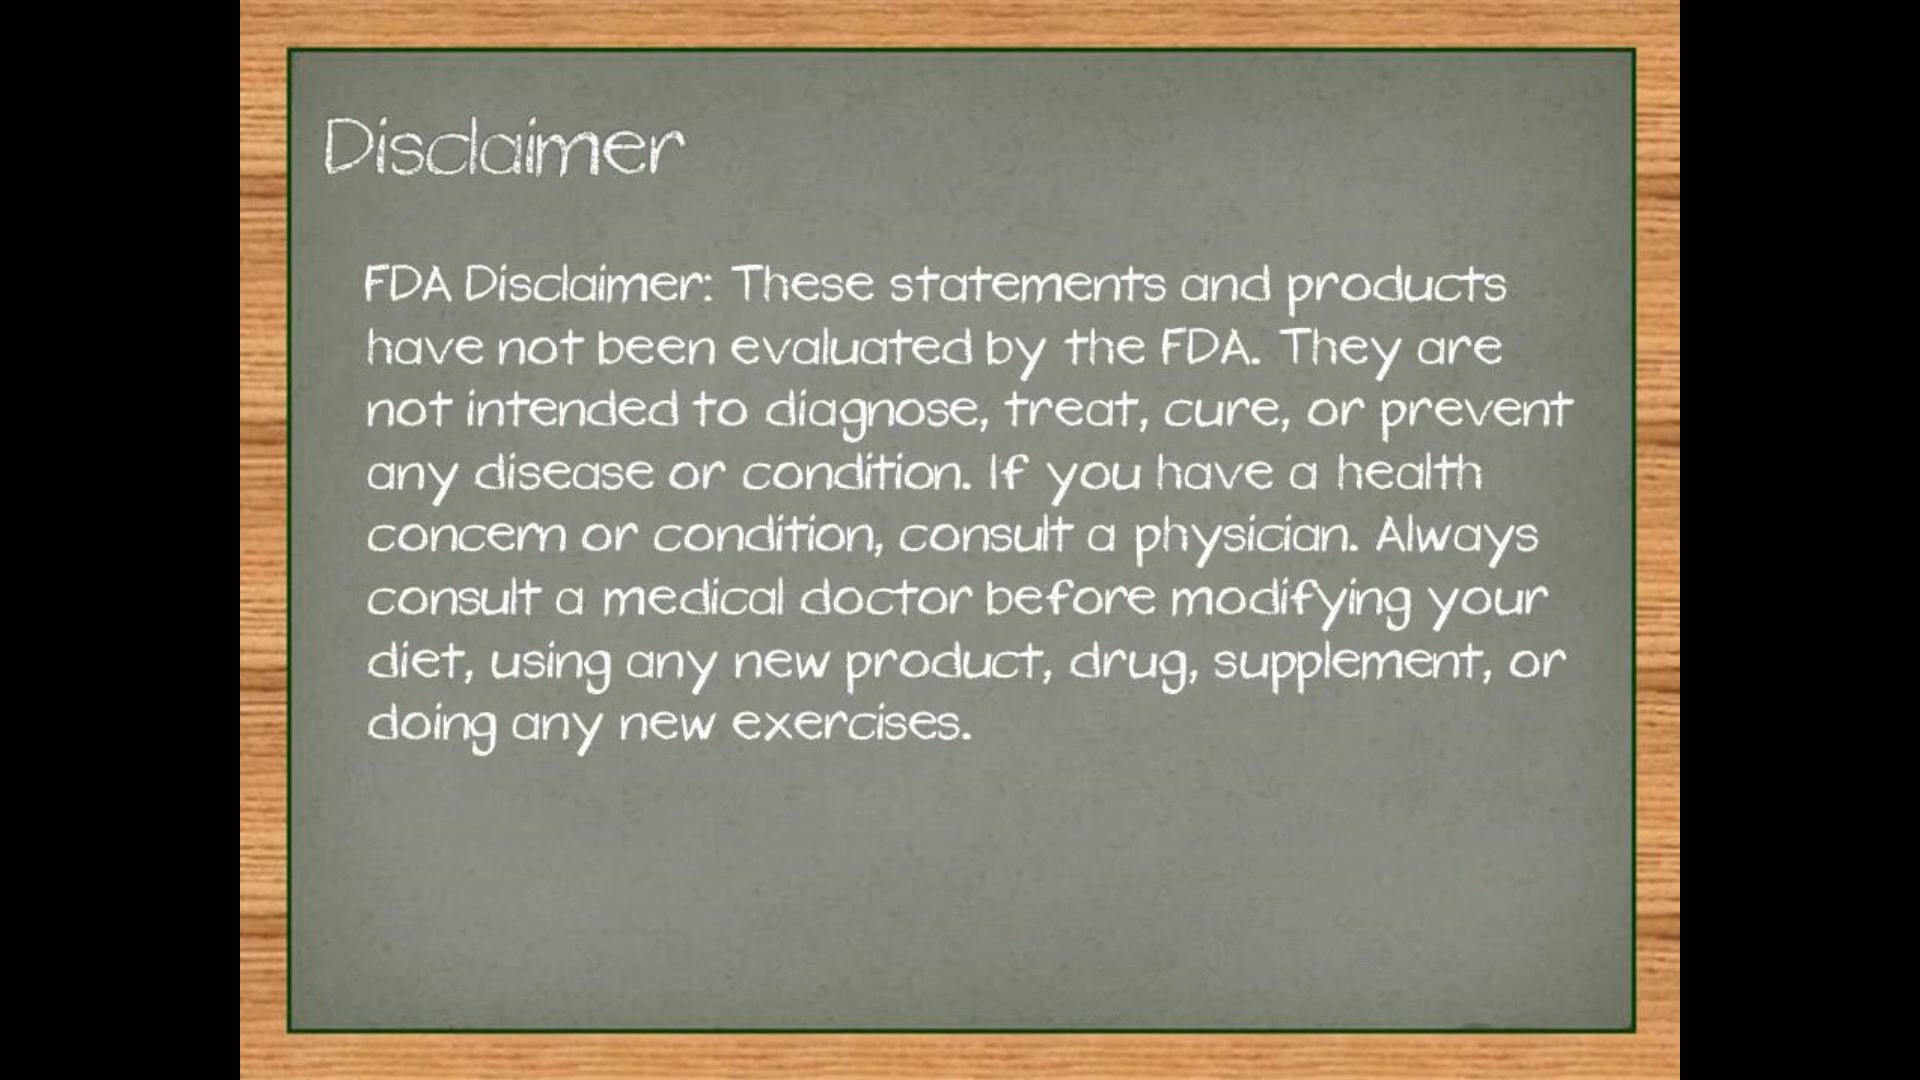 Disclaimer
FDA Disclaimer: These statements and products
have not been evaluated by the FDA. They are
not intended to diagnose, treat, cure, or prevent
any disease or condition. If you have a health
concern or condition, consult a physician. Always
consult a medical doctor before modifying your
diet, using any new product, drug, supplement, or
doing any new exercises.